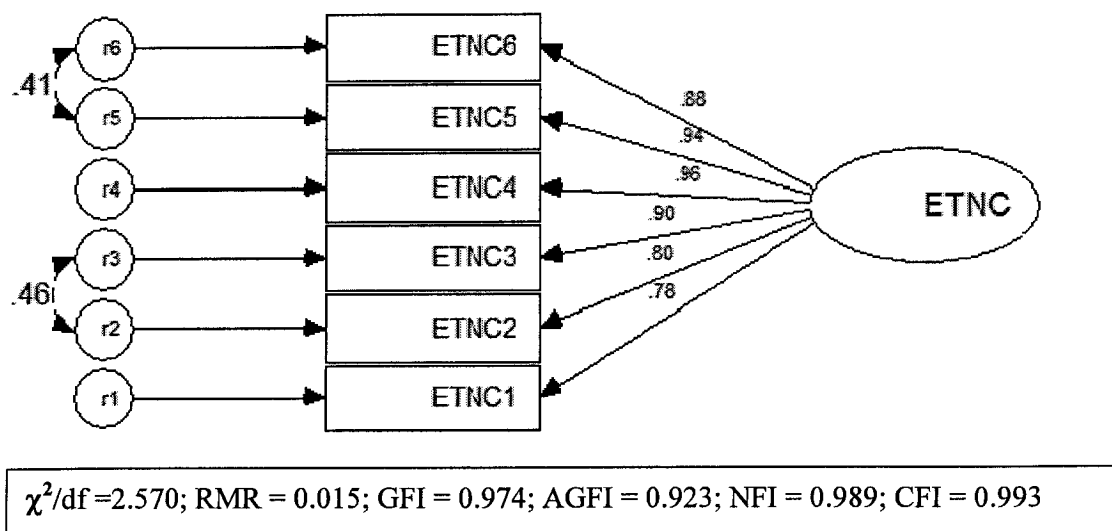 r6 ETNC6
.88
.41
r5 ETNC5
.94
.96
r4 ETNC4
ETNC
.90
r3 ETNC3
.80
.46
.78
r2 ETNC2
r1 ETNC1
χ²/df =2.570; RMR = 0.015; GFI = 0.974; AGFI = 0.923; NFI = 0.989; CFI = 0.993